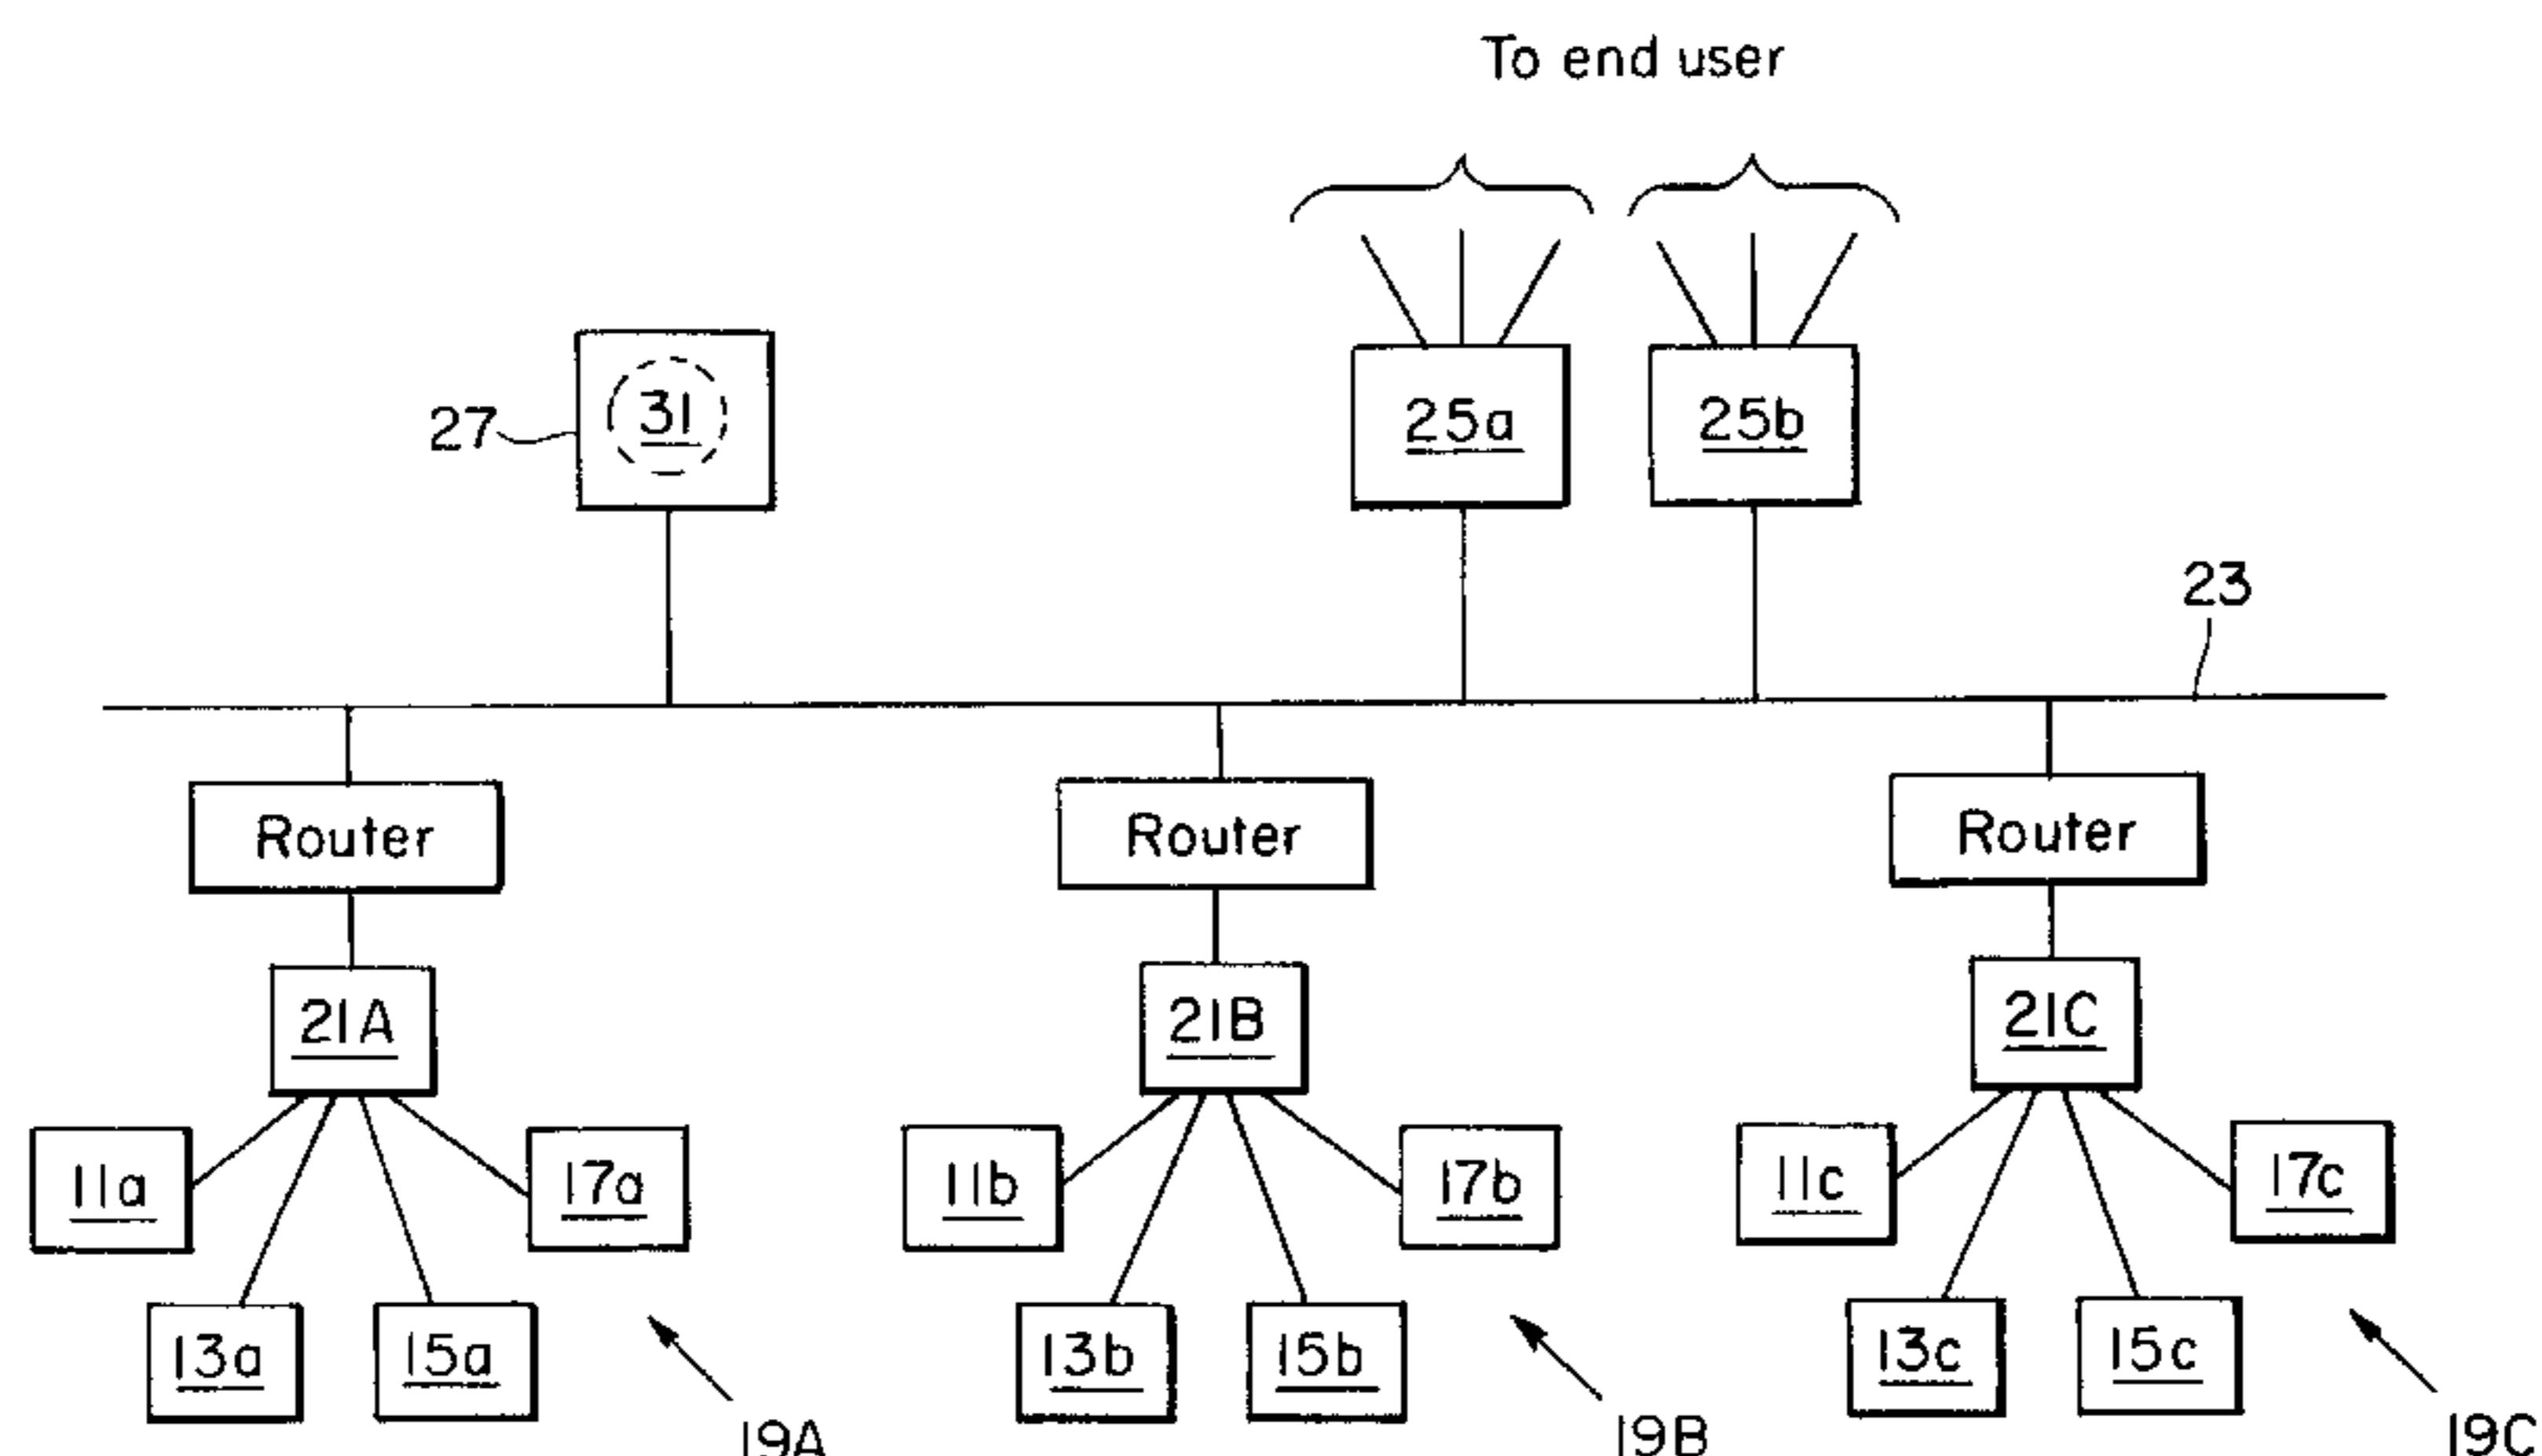 To end user
27
31
25a
25b
23
Router
Router
Router
21A
21B
21C
11a
17a
11b
17b
11c
17c
13a
15a
13b
15b
13c
15c
19A
19B
19C